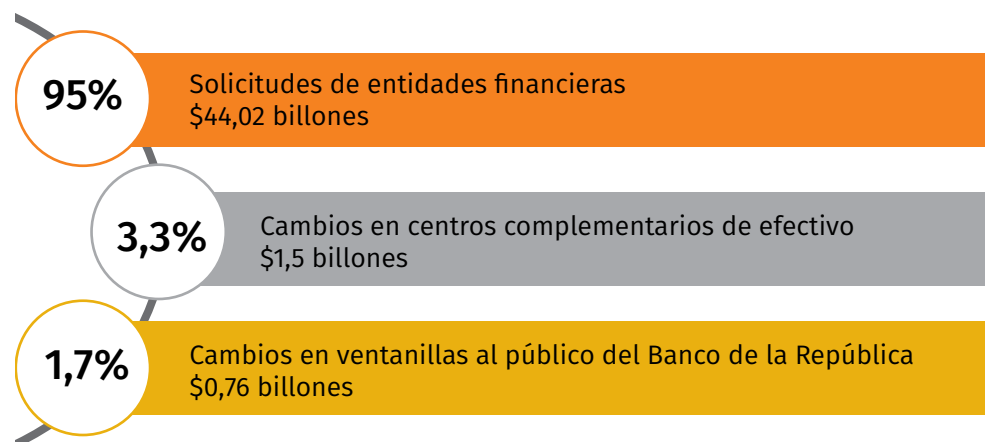 95%
Solicitudes de entidades financieras
$44,02 billones
3,3%
Cambios en centros complementarios de efectivo
$1,5 billones
1,7%
Cambios en ventanillas al público del Banco de la República
$0,76 billones